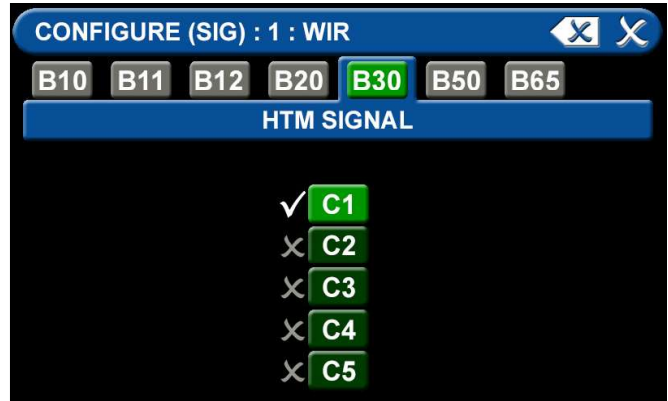 CONFIGURE (SIG) : 1 : WIR
B10 B11 B12 B20 B30 B50 B65
HTM SIGNAL
C1
C2
C3
C4
C5